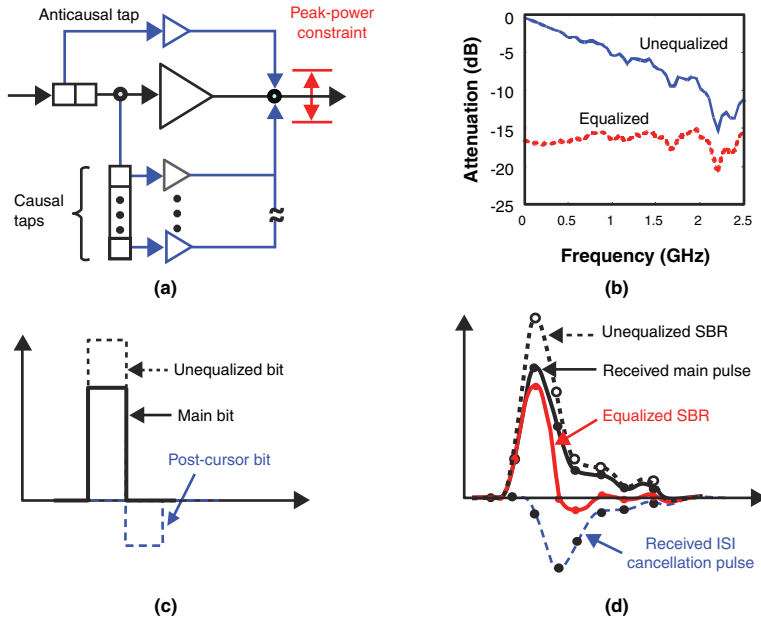 Anticausal tap
Peak-power
constraint
Causal
taps
(a)
Attenuation (dB)
0
-5
-10
-15
-20
-25
Unequalized
Equalized
0
0.5
1
1.5
2
2.5
Frequency (GHz)
(b)
Unequalized bit
Main bit
Post-cursor bit
(c)
Unequalized SBR
Received main pulse
Equalized SBR
Received ISI
cancellation pulse
(d)